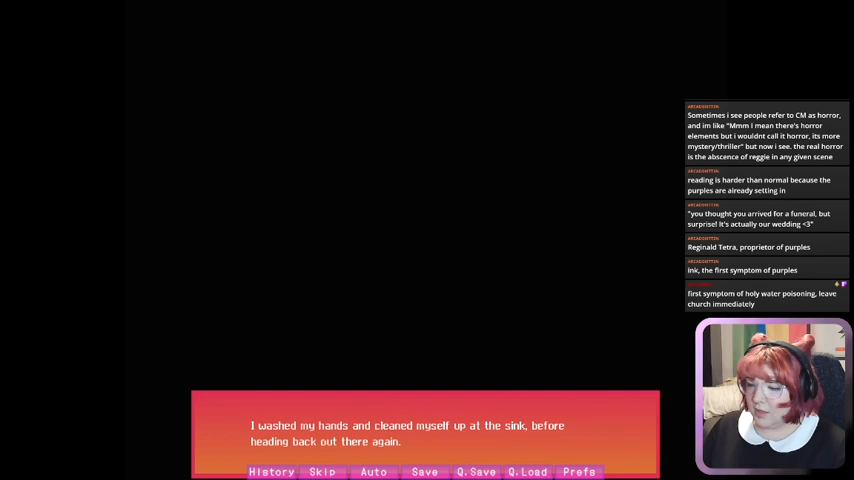 ARCADGHTTIN
Sometimes i see people refer to CM as horror,
and im like "Mmm I mean there's horror
elements but i wouldnt call it horror, its more
mystery/thriller" but now i see. the real horror
is the abscence of reggie in any given scene
reading is harder than normal because the
purples are already setting in
"you thought you arrived for a funeral, but
surprise! It's actually our wedding <3"
Reginald Tetra, proprietor of purples
ink, the first symptom of purples
first symptom of holy water poisoning, leave
church immediately
I washed my hands and cleaned myself up at the sink, before
heading back out there again.
History Skip Auto Save Q.Save Q.Load Prefs